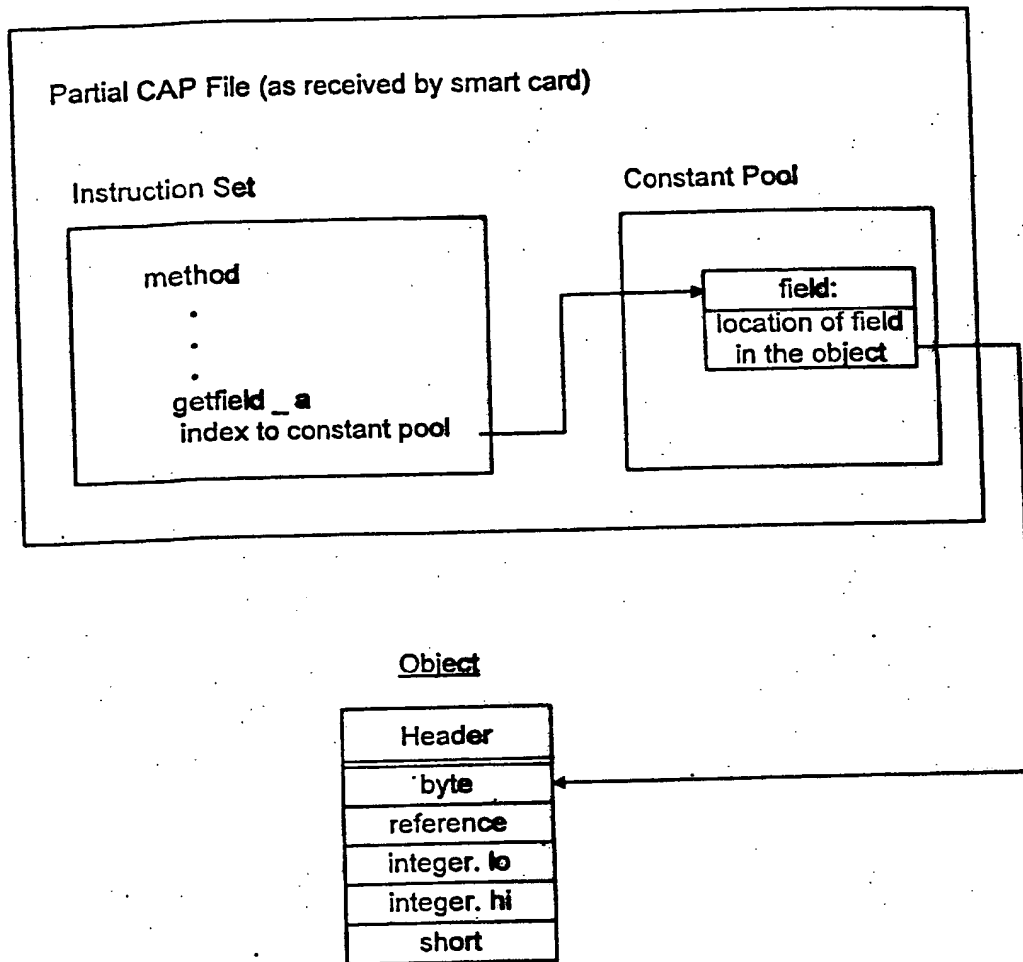 Partial CAP File (as received by smart card)
Instruction Set
Constant Pool
method
.
.
.
getfield _ a
index to constant pool
field:
location of field
in the object
Object
Header
byte
reference
integer. lo
integer. hi
short